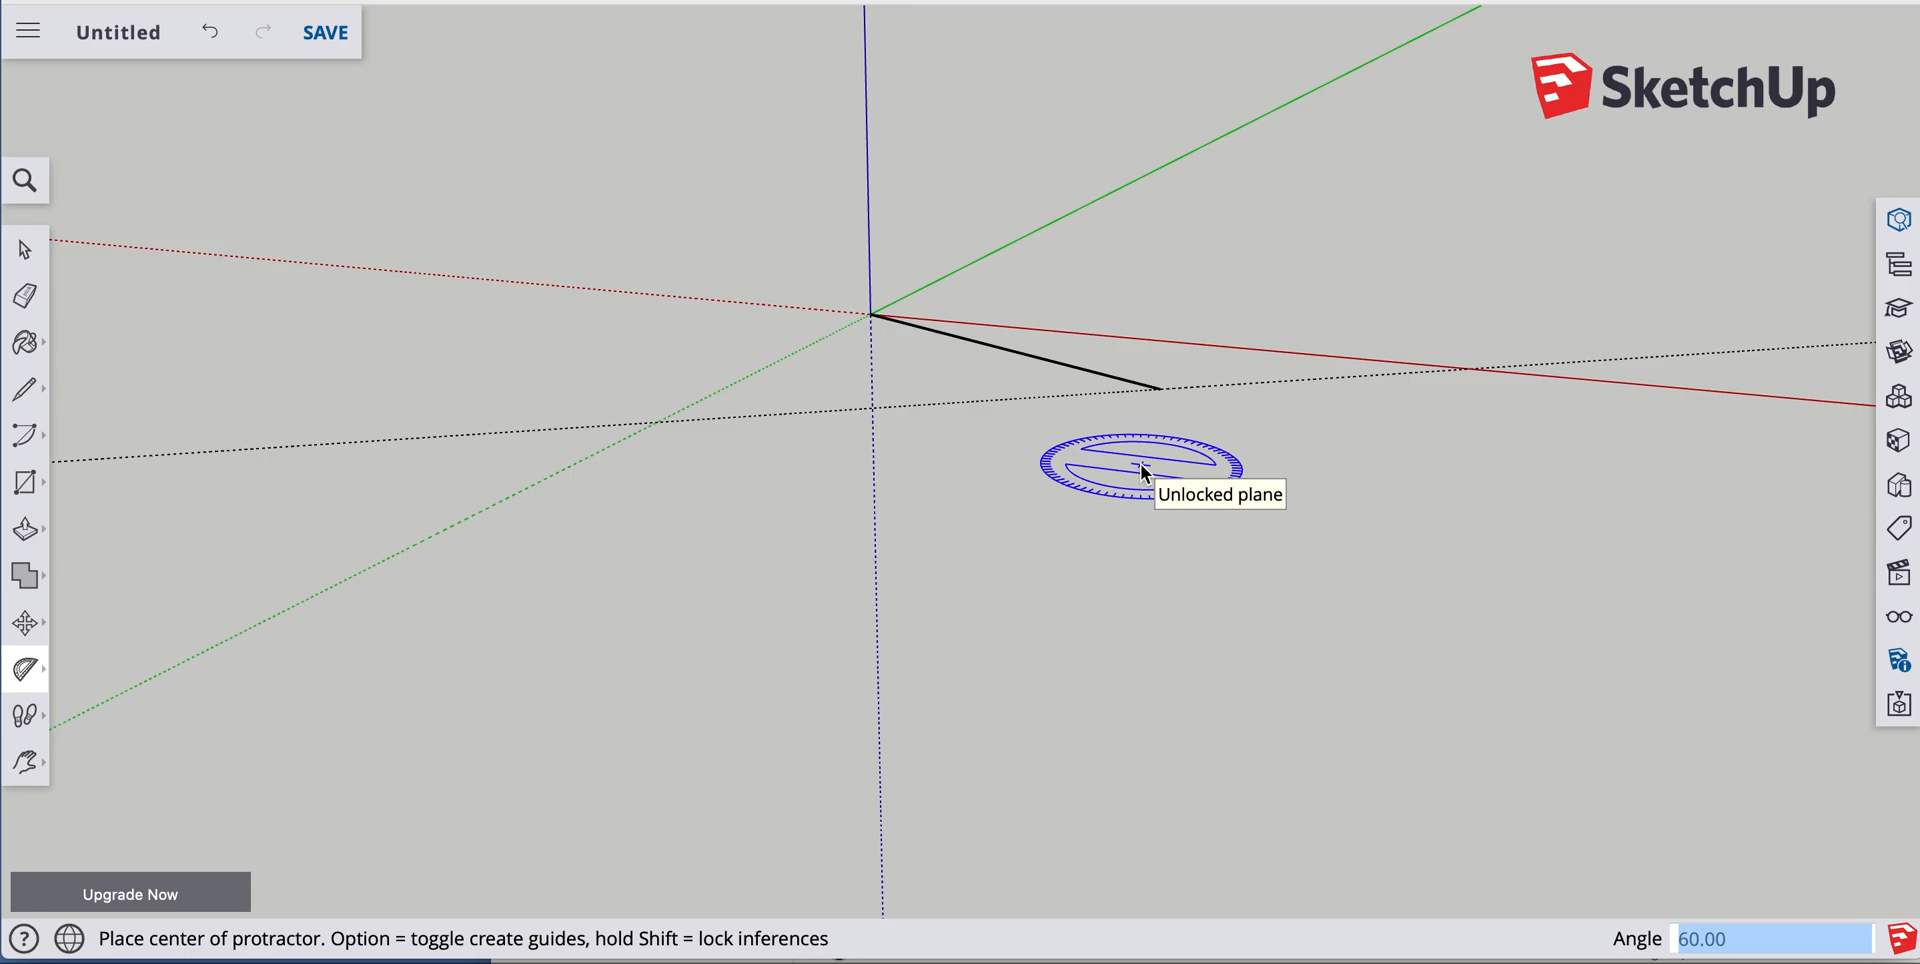 Untitled
SAVE
SketchUp
Unlocked plane
Upgrade Now
Place center of protractor. Option = toggle create guides, hold Shift = lock inferences
Angle 60.00